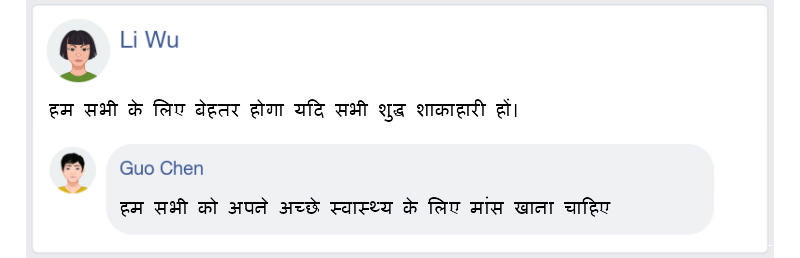 Li Wu
हम सभी के लिए बेहतर होगा यदि सभी शुद्ध शाकाहारी हों।
Guo Chen
हम सभी को अपने अच्छे स्वास्थ्य के लिए मांस खाना चाहिए